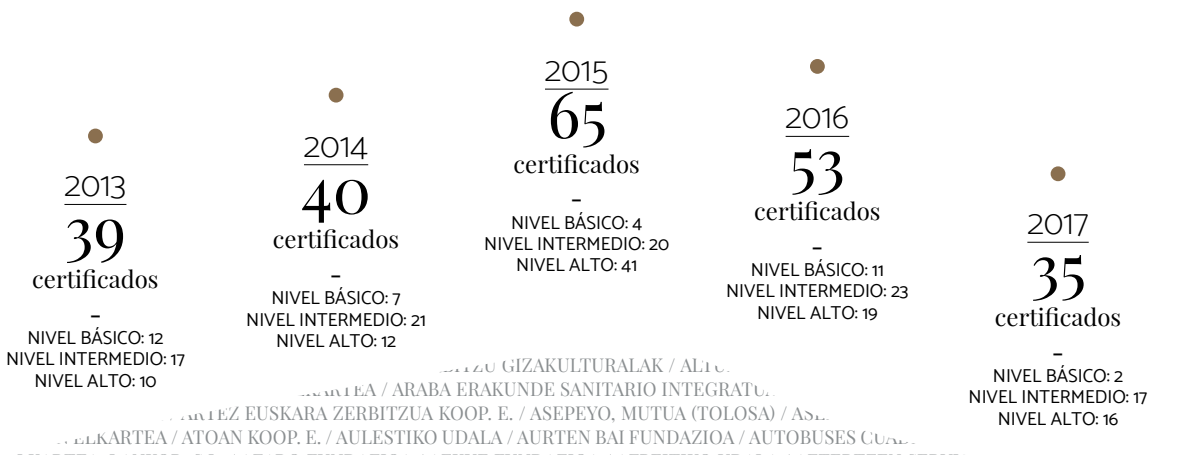 2013
39
certificados
–
NIVEL BÁSICO: 12
NIVEL INTERMEDIO: 17
NIVEL ALTO: 10
2014
40
certificados
–
NIVEL BÁSICO: 7
NIVEL INTERMEDIO: 21
NIVEL ALTO: 12
2015
65
certificados
–
NIVEL BÁSICO: 4
NIVEL INTERMEDIO: 20
NIVEL ALTO: 41
2016
53
certificados
–
NIVEL BÁSICO: 11
NIVEL INTERMEDIO: 23
NIVEL ALTO: 19
2017
35
certificados
–
NIVEL BÁSICO: 2
NIVEL INTERMEDIO: 17
NIVEL ALTO: 16
GIZAKULTURALAK /
/ ARABA ERAKUNDE SANITARIO
EUSKARA ZERBITZUA KOOP. E. / ASEPEYO, MUTUA (TOLOSA) /
/ ATOAN KOOP. E. / AULESTIKO UDALA / AURTEN BAI FUNDAZIOA / AUTOBUSES